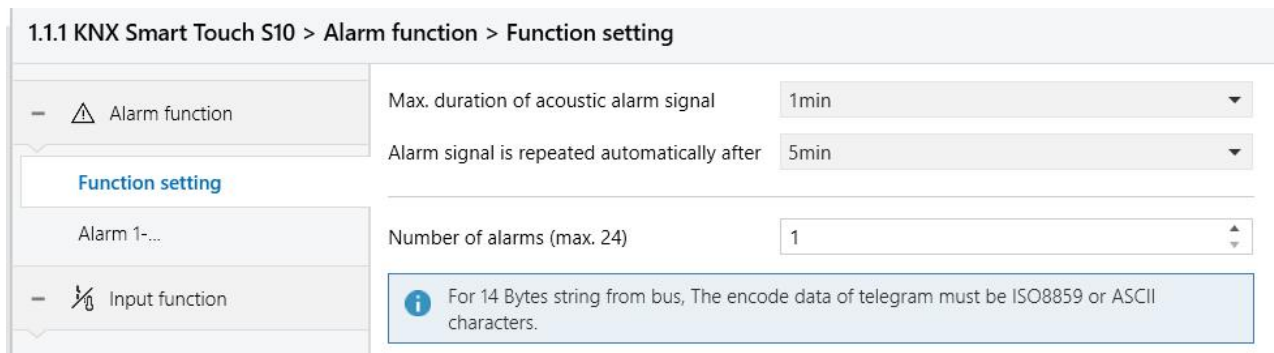 1.1.1 KNX Smart Touch S10 > Alarm function > Function setting
Alarm function
Function setting
Alarm 1-...
Input function
Max. duration of acoustic alarm signal 1min
Alarm signal is repeated automatically after 5min
Number of alarms (max. 24) 1
For 14 Bytes string from bus, The encode data of telegram must be ISO8859 or ASCII
characters.